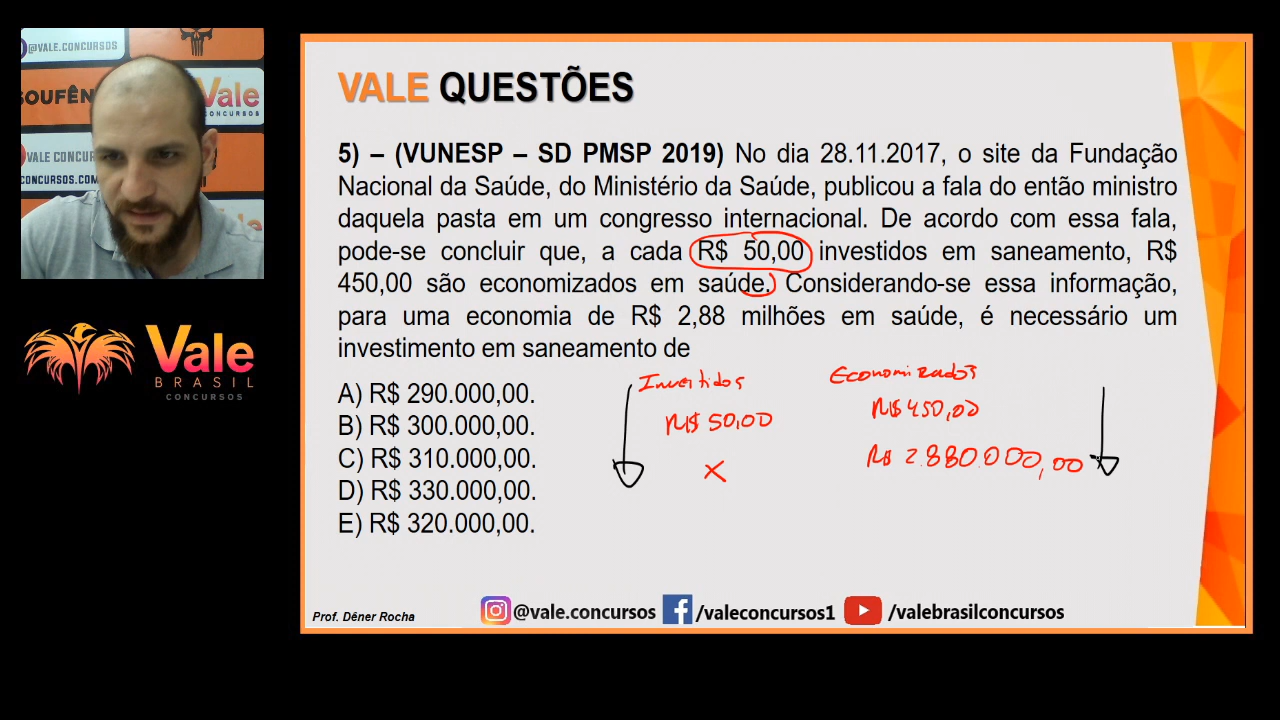 @VALE.CONCURSOS
SOUFÊN
Vale
CONCURSOS
VALE CONCUR
CONCURSOS.COM
Vale
BRASIL
CONCURSOS
VALE QUESTÕES
5) – (VUNESP – SD PMSP 2019) No dia 28.11.2017, o site da Fundação
Nacional da Saúde, do Ministério da Saúde, publicou a fala do então ministro
daquela pasta em um congresso internacional. De acordo com essa fala,
pode-se concluir que, a cada R$ 50,00 investidos em saneamento, R$
450,00 são economizados em saúde. Considerando-se essa informação,
para uma economia de R$ 2,88 milhões em saúde, é necessário um
investimento em saneamento de
A) R$ 290.000,00.
B) R$ 300.000,00.
C) R$ 310.000,00.
D) R$ 330.000,00.
E) R$ 320.000,00.
Investidos Economizados
R$ 50,00 R$ 450,00
X R$ 2.880.000,00
Prof. Dêner Rocha
@vale.concursos /valeconcursos1 /valebrasilconcursos